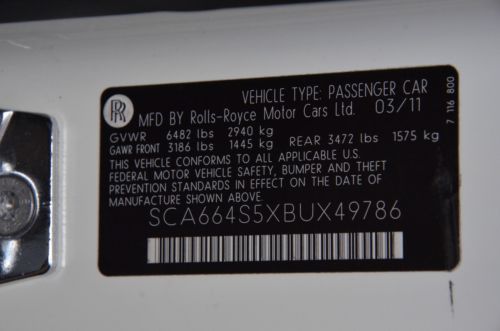 VEHICLE TYPE: PASSENGER CAR
RR
MFD BY Rolls-Royce Motor Cars Ltd. 03/11
GVWR 6482 lbs 2940 kg
GAWR FRONT 3186 lbs 1445 kg REAR 3472 lbs 1575 kg
THIS VEHICLE CONFORMS TO ALL APPLICABLE U.S.
FEDERAL MOTOR VEHICLE SAFETY, BUMPER AND THEFT
PREVENTION STANDARDS IN EFFECT ON THE DATE OF
MANUFACTURE SHOWN ABOVE.
SCA664S5XBUX49786
7 116 800